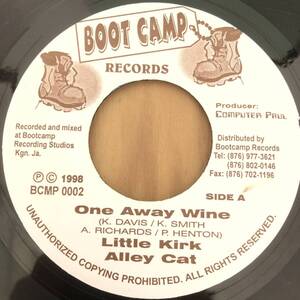 BOOT CAMP
RECORDS
Producer:
COMPUTER PAUL
Recorded and mixed
at Bootcamp
Recording Studios
Kgn. Ja.
Distributed by
Bootcamp Records
Tel: (876) 977-3621
(876) 802-0146
Fax: (876) 702-1196
℗ © 1998
BCMP 0002
SIDE A
One Away Wine
(K. DAVIS / K. SMITH
A. RICHARDS / P. HENTON)
Little Kirk
Alley Cat
UNAUTHORIZED COPYING PROHIBITED. ALL RIGHTS RESERVED.